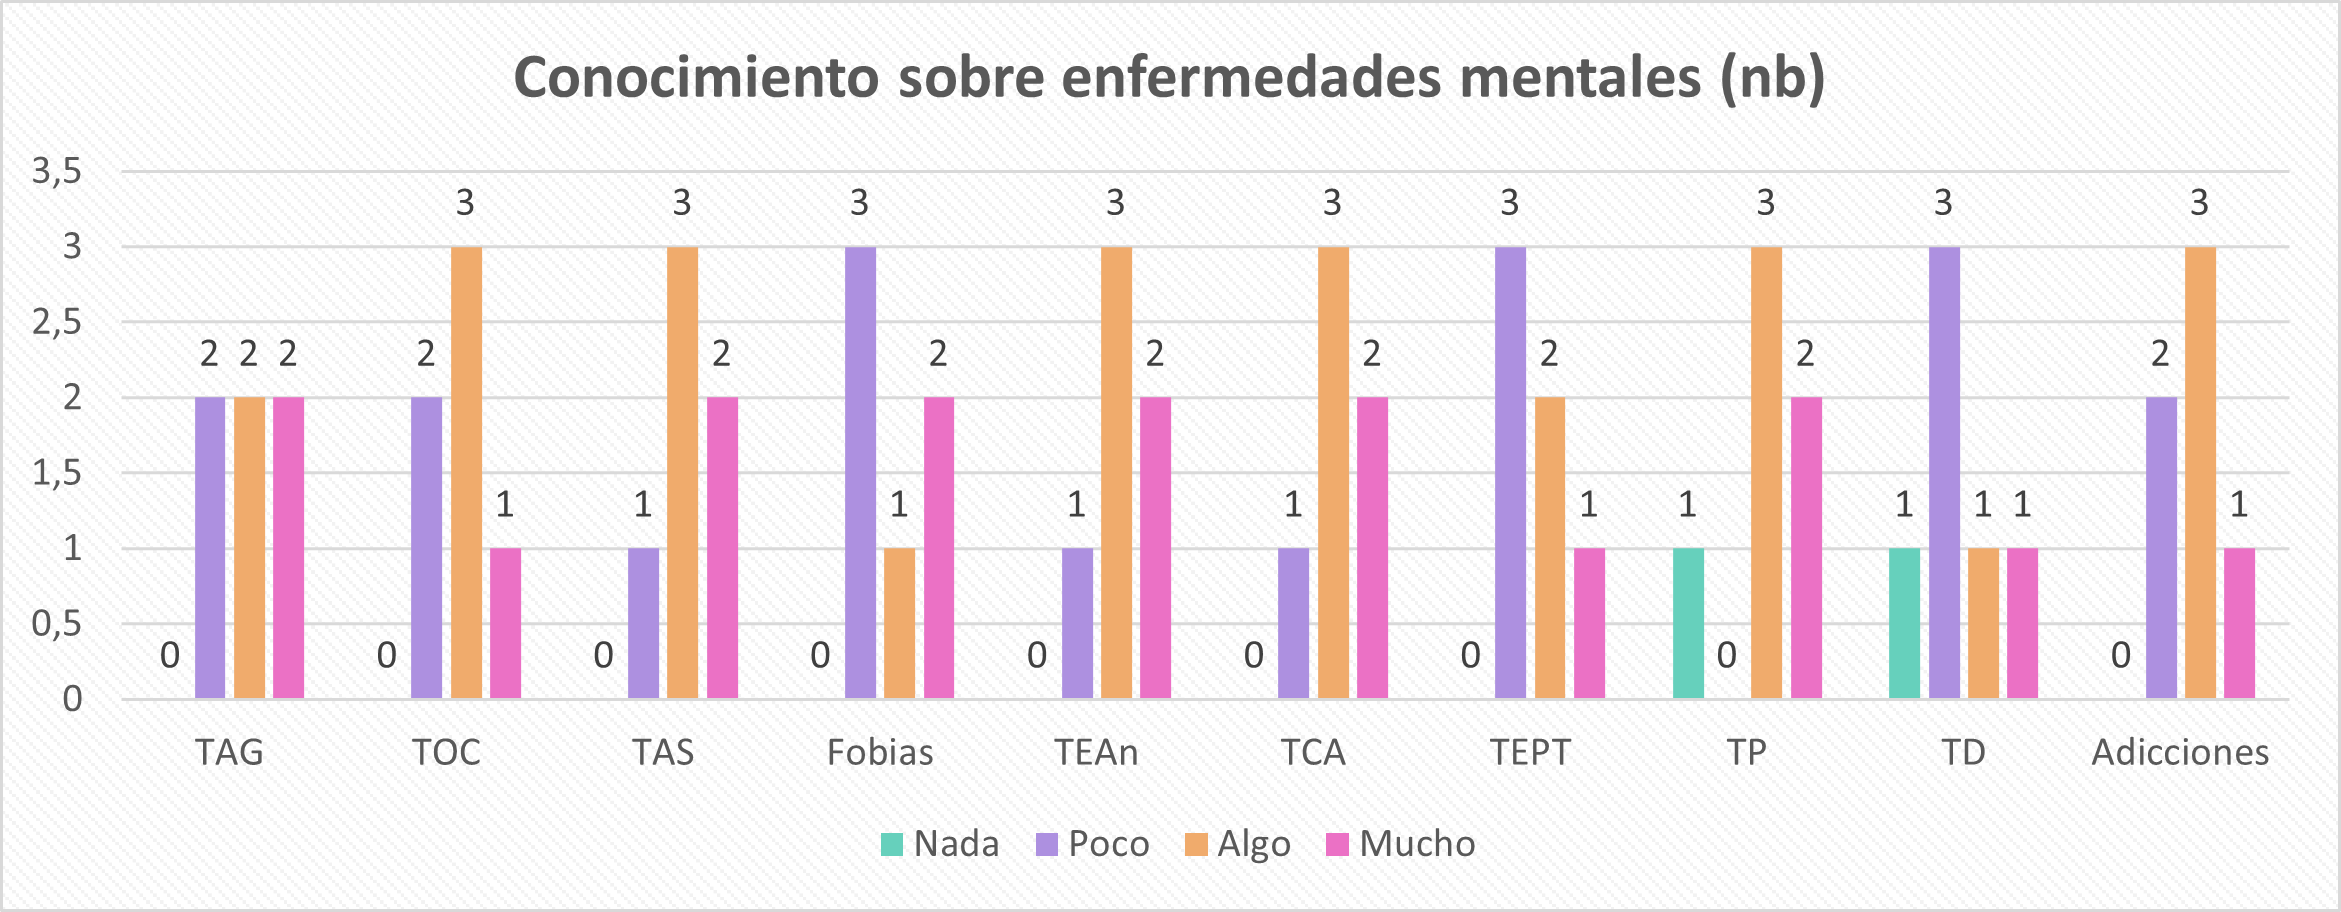 Conocimiento sobre enfermedades mentales (nb)
3,5
3
2,5
2
1,5
1
0,5
0
0 2 2 2
0 2 3 1
0 1 3 2
0 3 1 2
0 1 3 2
0 1 3 2
0 3 2 1
1 0 3 2
1 3 1 1
0 2 3 1
TAG TOC TAS Fobias TEAn TCA TEPT TP TD Adicciones
Nada Poco Algo Mucho